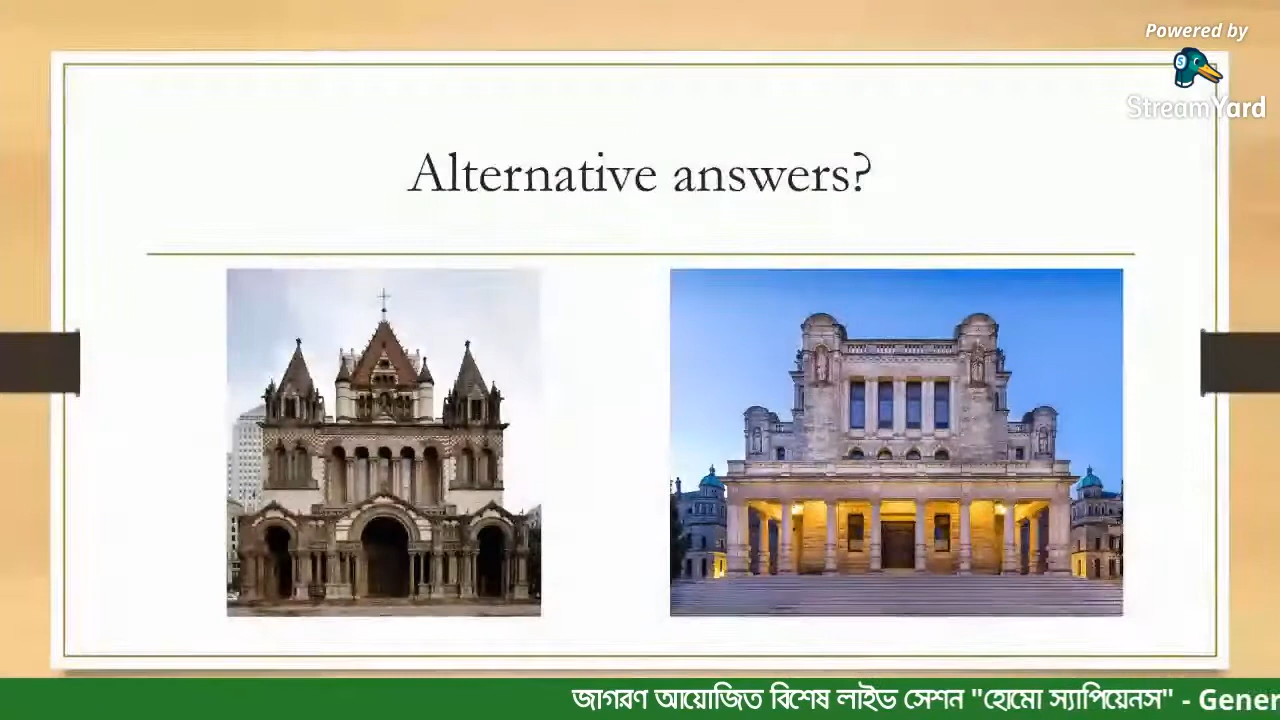 Powered by
StreamYard
Alternative answers?
জাগরণ আয়োজিত বিশেষ লাইভ সেশন "হোমো স্যাপিয়েনস" - Gener